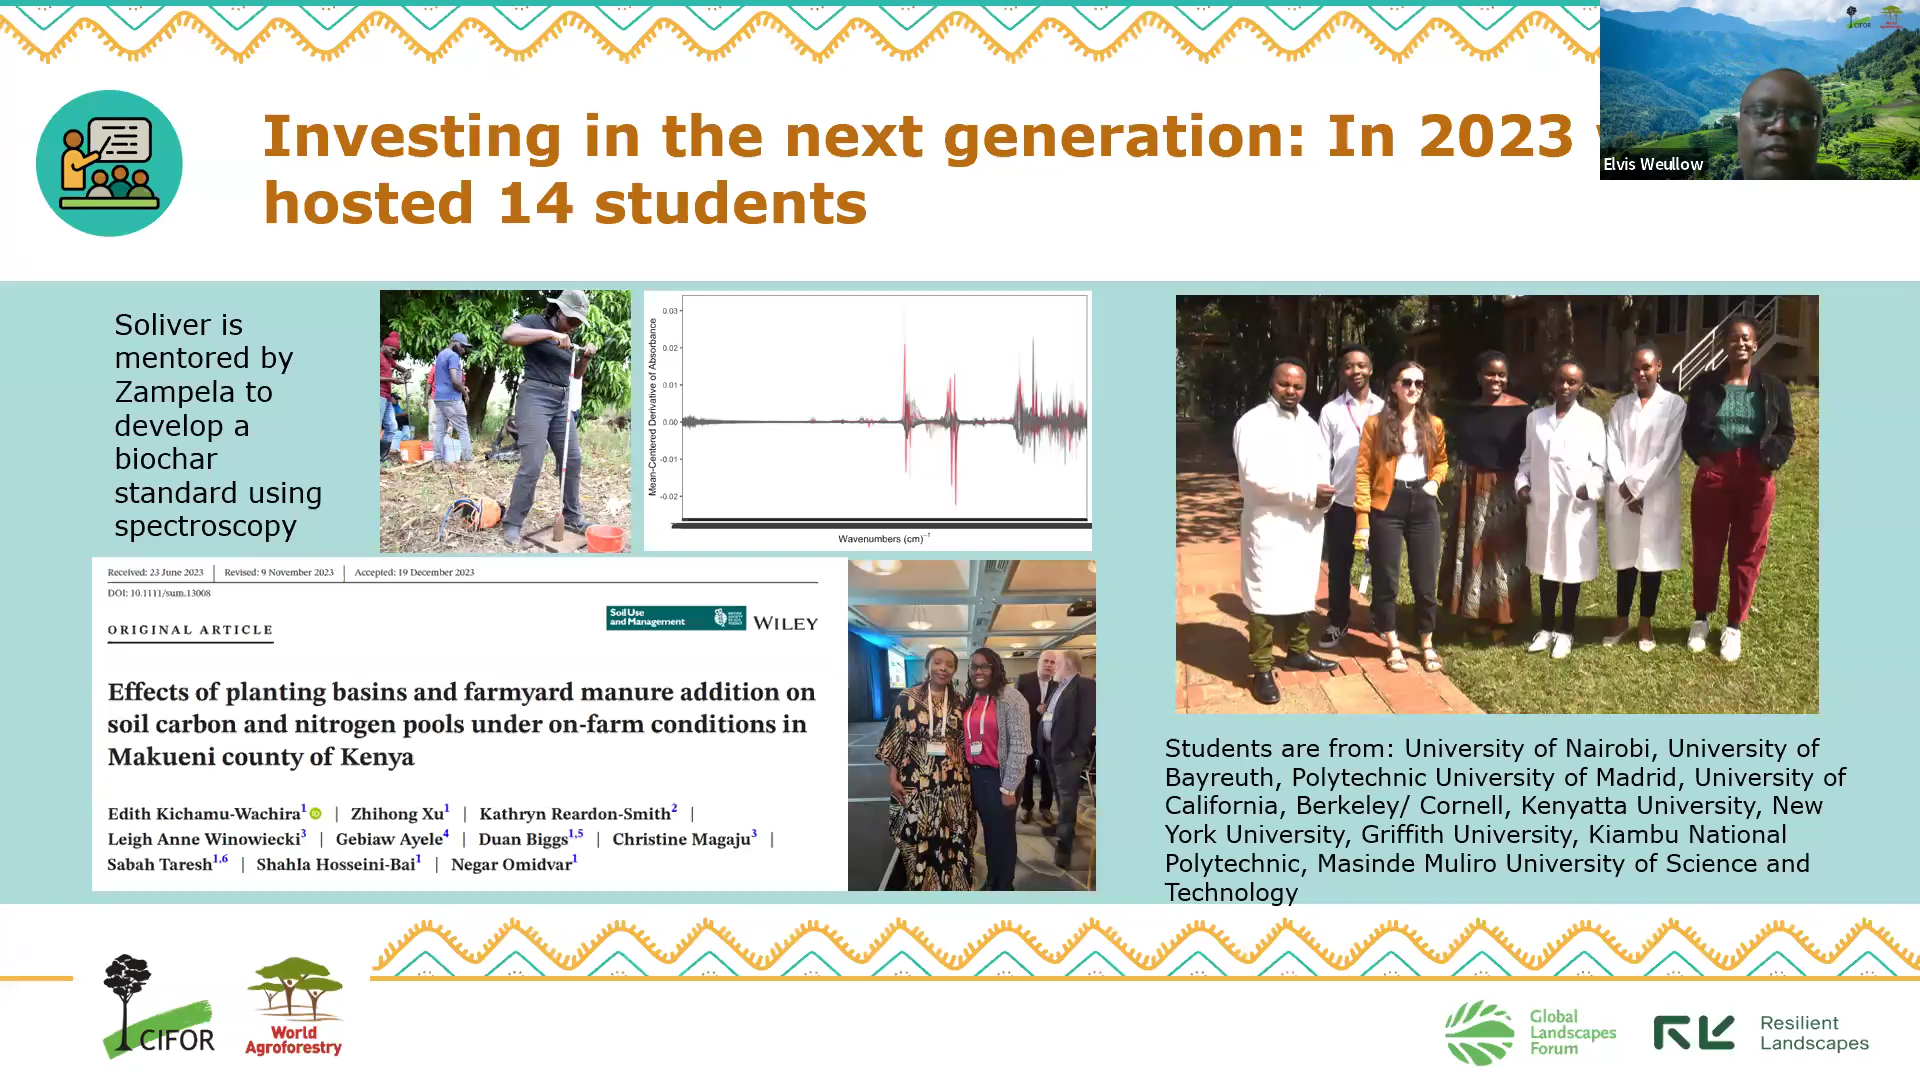 Investing in the next generation: In 2023
hosted 14 students
CIFOR
Elvis Weullow
Soliver is
mentored by
Zampela to
develop a
biochar
standard using
spectroscopy
Mean-Centered Derivative of Absorbance
0.03
0.02
0.01
0.00
-0.01
-0.02
Wavenumbers (cm)⁻¹
Received: 23 June 2023 | Revised: 9 November 2023 | Accepted: 19 December 2023
DOI: 10.1111/sum.13008
Soil Use
and Management
WILEY
ORIGINAL ARTICLE
Effects of planting basins and farmyard manure addition on
soil carbon and nitrogen pools under on-farm conditions in
Makueni county of Kenya
Edith Kichamu-Wachira¹ iD | Zhihong Xu¹ | Kathryn Reardon-Smith² |
Leigh Anne Winowiecki³ | Gebiaw Ayele⁴ | Duan Biggs¹,⁵ | Christine Magaju³ |
Sabah Taresh¹,⁶ | Shahla Hosseini-Bai¹ | Negar Omidvar¹
Students are from: University of Nairobi, University of
Bayreuth, Polytechnic University of Madrid, University of
California, Berkeley/ Cornell, Kenyatta University, New
York University, Griffith University, Kiambu National
Polytechnic, Masinde Muliro University of Science and
Technology
CIFOR
World
Agroforestry
Global
Landscapes
Forum
Resilient
Landscapes